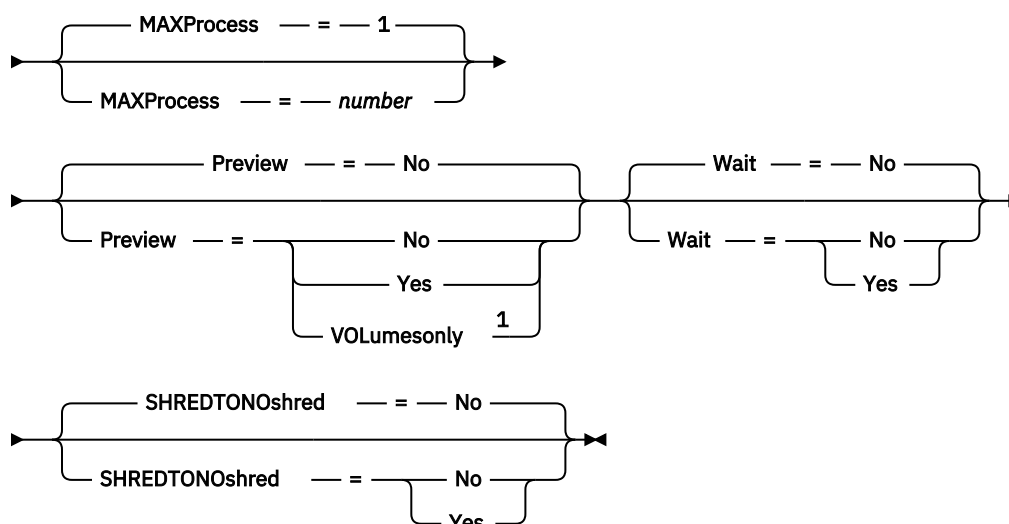 MAXProcess = 1
MAXProcess = number
Preview = No Wait = No
Preview = No Wait = No
Yes Yes
VOLumesonly 1
SHREDTONOshred = No
SHREDTONOshred = No
Yes